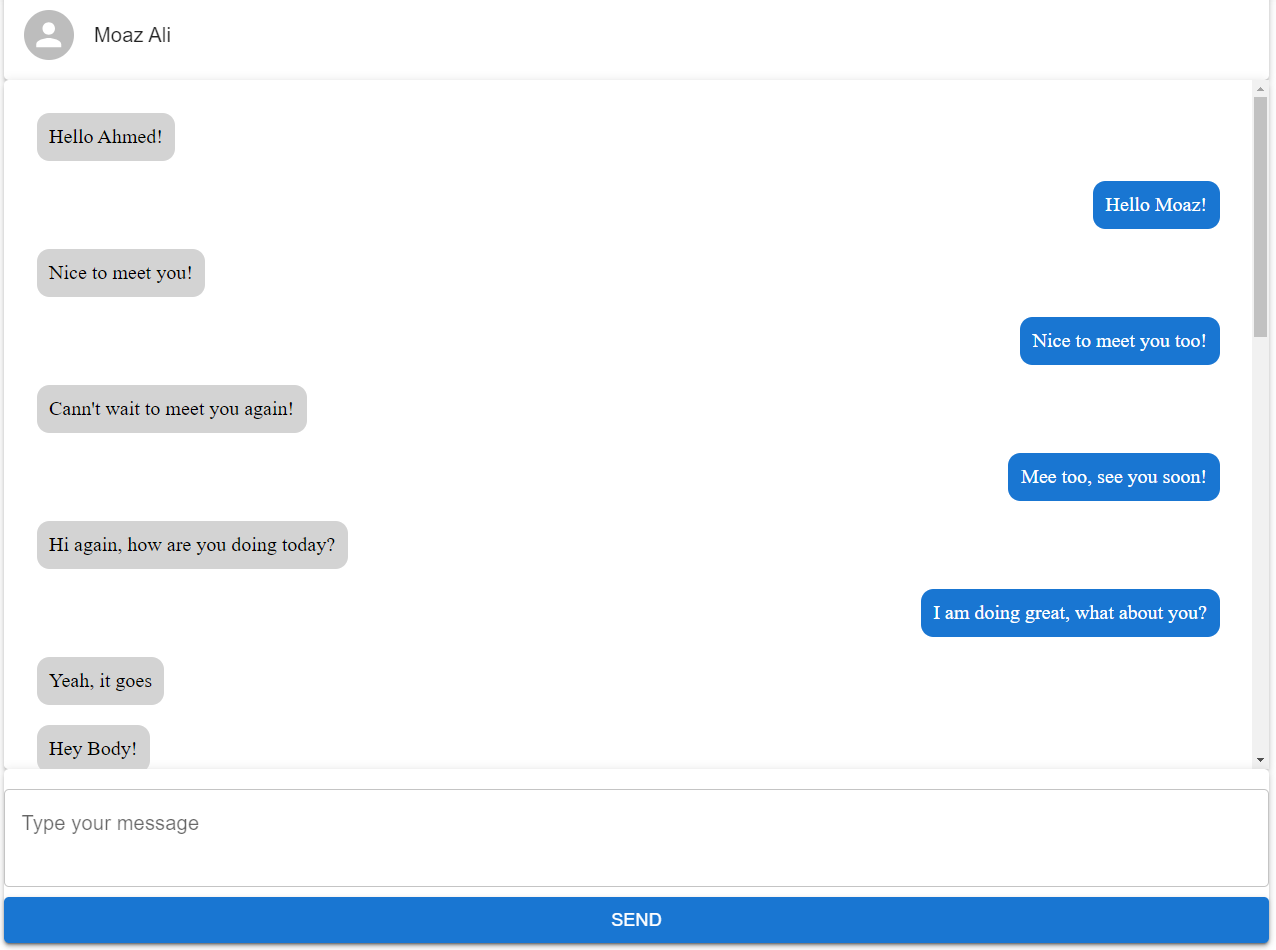 Moaz Ali
Hello Ahmed!
Hello Moaz!
Nice to meet you!
Nice to meet you too!
Cann't wait to meet you again!
Mee too, see you soon!
Hi again, how are you doing today?
I am doing great, what about you?
Yeah, it goes
Hey Body!
Type your message
SEND